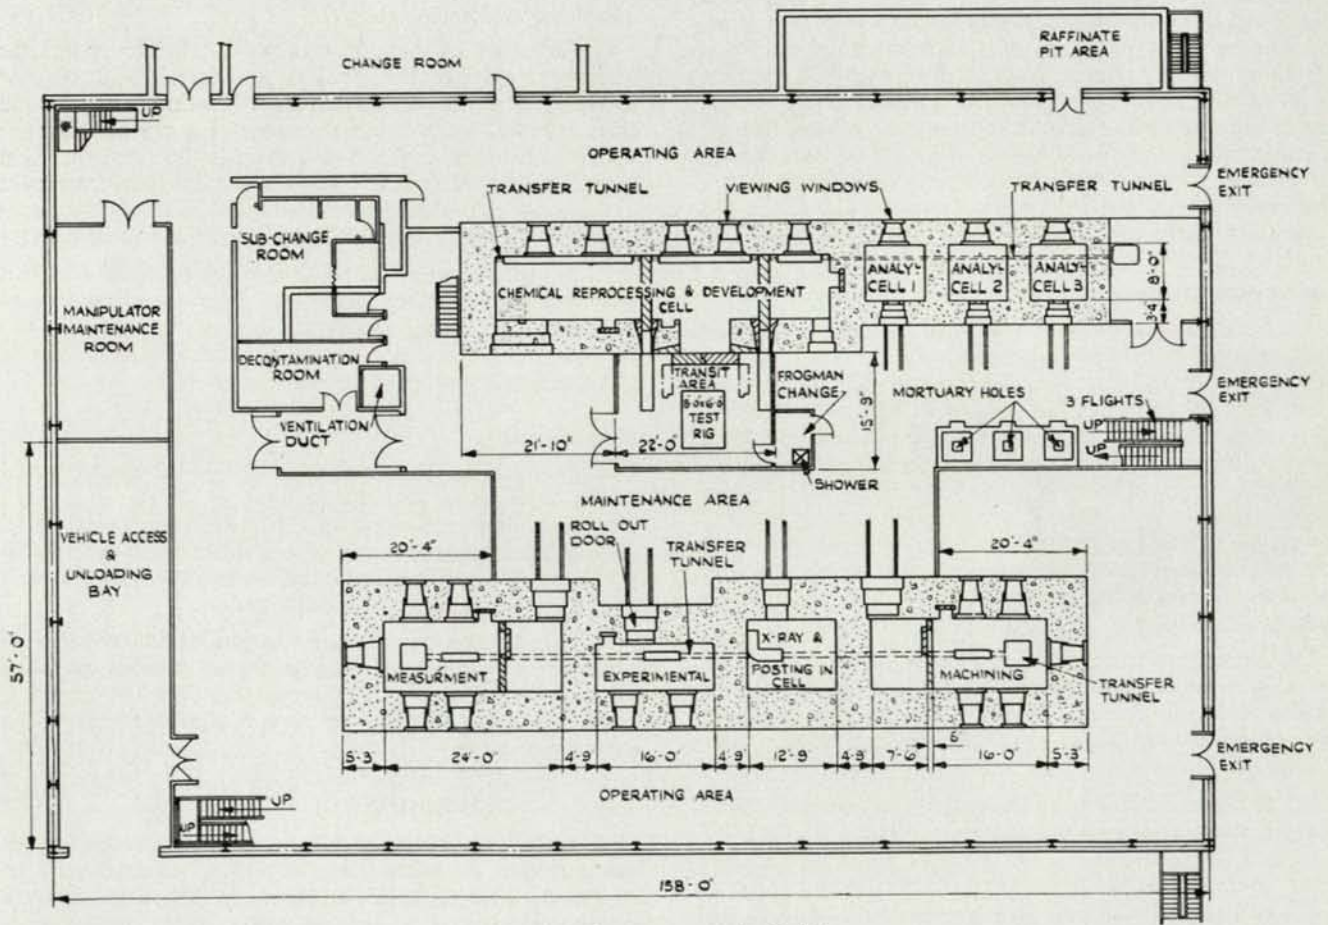 RAFFINATE
PIT AREA
CHANGE ROOM
UP
OPERATING AREA
EMERGENCY
EXIT
TRANSFER TUNNEL
VIEWING WINDOWS
TRANSFER TUNNEL
SUB-CHANGE
ROOM
ANALY-
CELL 1
ANALY-
CELL 2
ANALY-
CELL 3
8'-0"
3'4
CHEMICAL REPROCESSING & DEVELOPMENT
CELL
MANIPULATOR
MAINTENANCE
ROOM
DECONTAMINATION
ROOM
TRANSIT
AREA
FROGMAN
CHANGE
6'-0x6'-0
TEST
RIG
15'-9"
MORTUARY HOLES
3 FLIGHTS
EMERGENCY
EXIT
UP
UP
VENTILATION
DUCT
21'-10"
22'-0"
SHOWER
MAINTENANCE AREA
ROLL OUT
DOOR
TRANSFER
TUNNEL
VEHICLE ACCESS
&
UNLOADING
BAY
20'-4"
20'-4"
57'-0"
X-RAY &
POSTING IN
CELL
MEASURMENT
EXPERIMENTAL
MACHINING
TRANSFER
TUNNEL
5'-3"
24'-0"
4'-9"
16'-0"
4'-9"
12'-9
4'-9"
7'-6"
6"
16'-0"
5'-3"
EMERGENCY
EXIT
OPERATING AREA
UP
UP
158'-0"